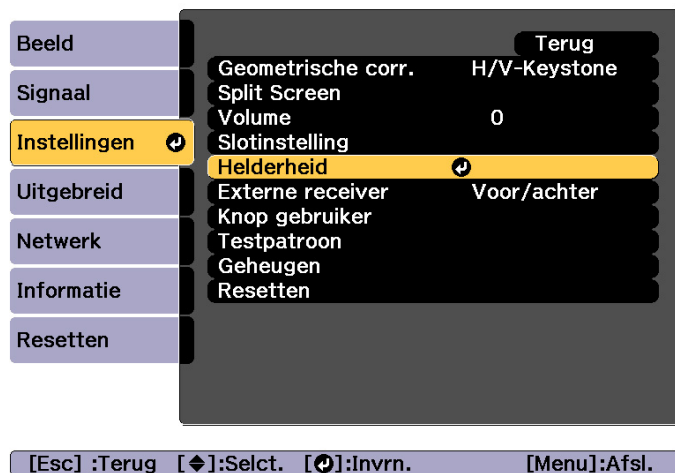 Beeld
Signaal
Instellingen
Uitgebreid
Netwerk
Informatie
Resetten
Terug
Geometrische corr. H/V-Keystone
Split Screen
Volume 0
Slotinstelling
Helderheid
Externe receiver Voor/achter
Knop gebruiker
Testpatroon
Geheugen
Resetten
[Esc] :Terug [◆]:Selct. [↵]:Invrn. [Menu]:Afsl.